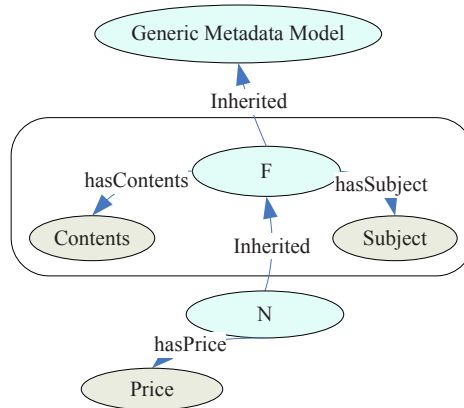 Generic Metadata Model
Inherited
F
hasContents
hasSubject
Contents
Subject
Inherited
N
hasPrice
Price